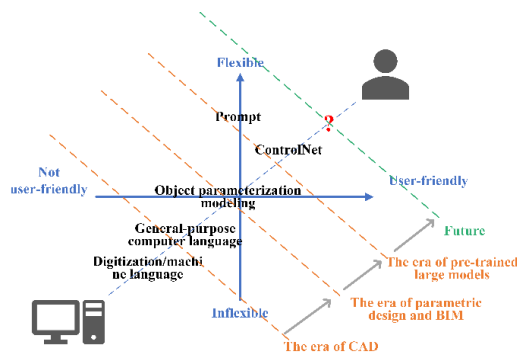 Flexible
Prompt
?
ControlNet
Not
user-friendly
User-friendly
Object parameterization
modeling
General-purpose
computer language
Future
Digitization/machi
ne language
The era of pre-trained
large models
Inflexible
The era of parametric
design and BIM
The era of CAD